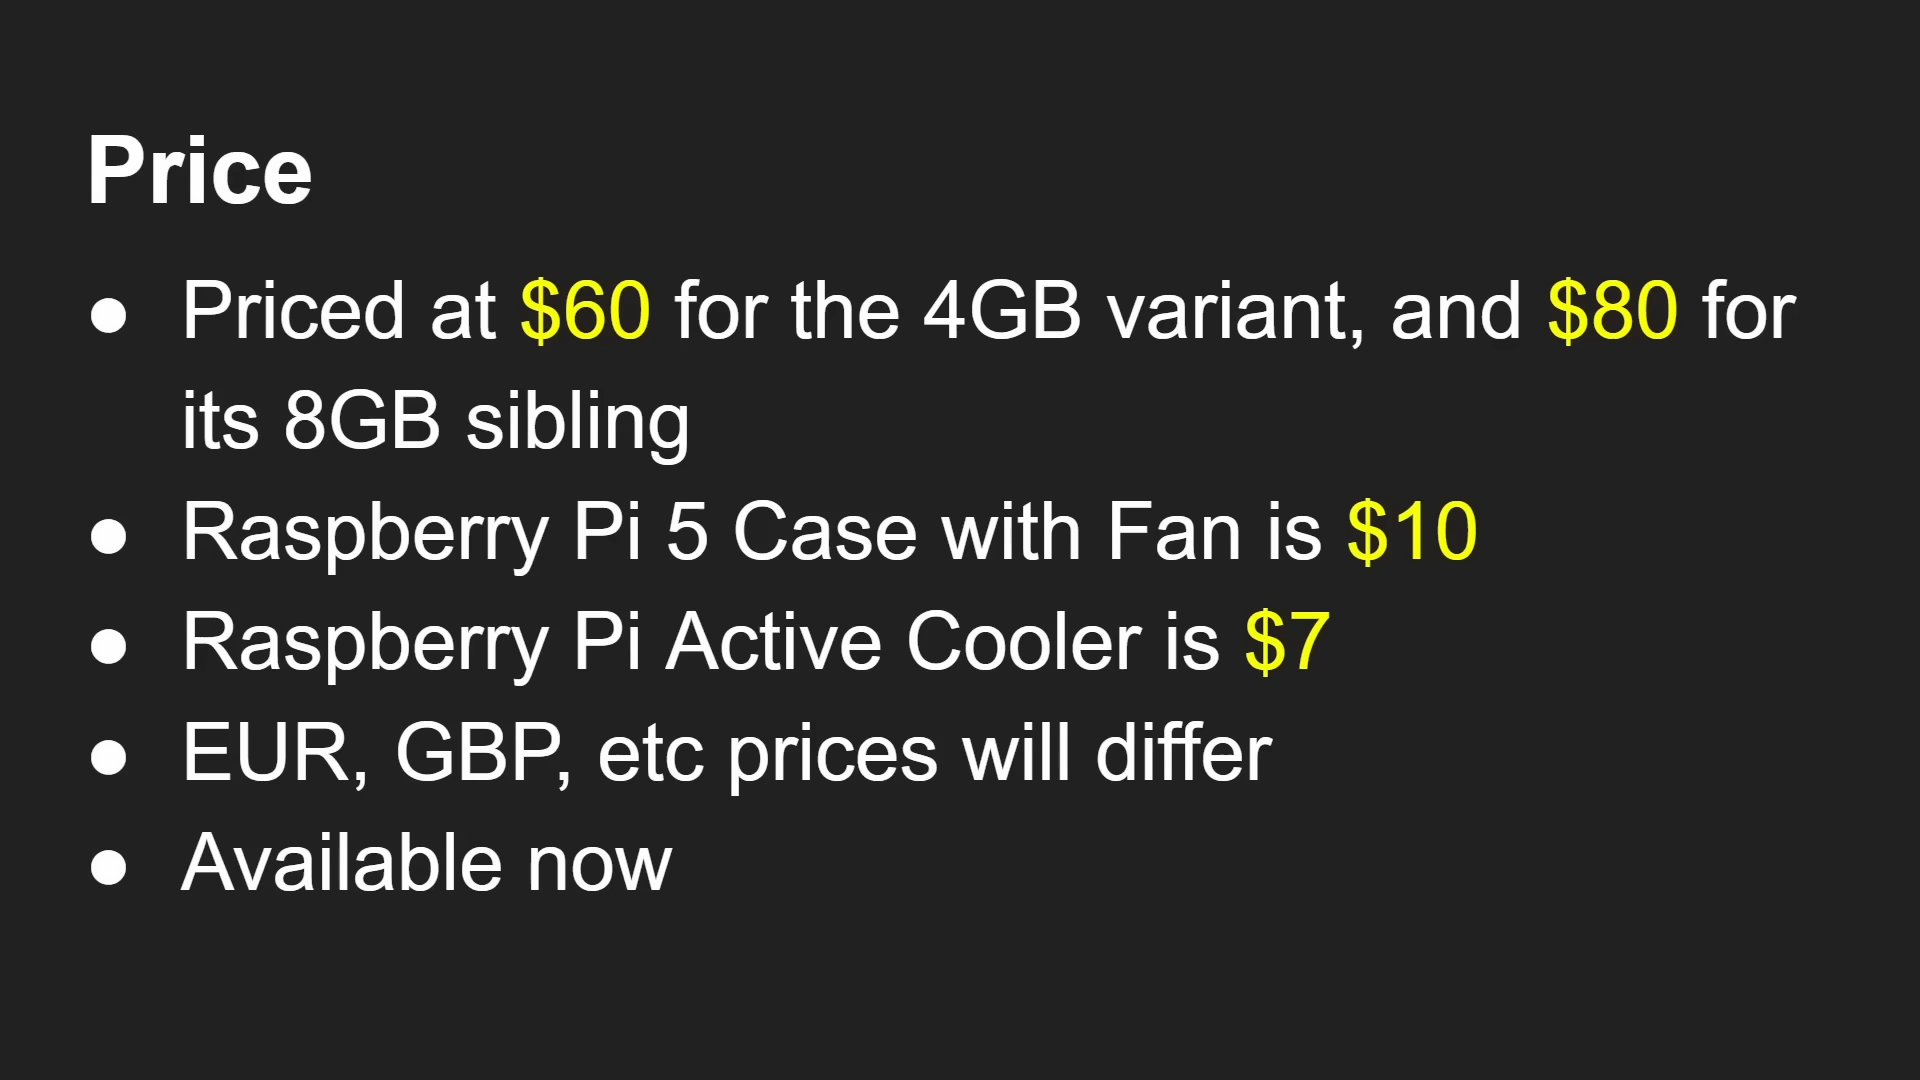 Price
● Priced at $60 for the 4GB variant, and $80 for
its 8GB sibling
● Raspberry Pi 5 Case with Fan is $10
● Raspberry Pi Active Cooler is $7
● EUR, GBP, etc prices will differ
● Available now